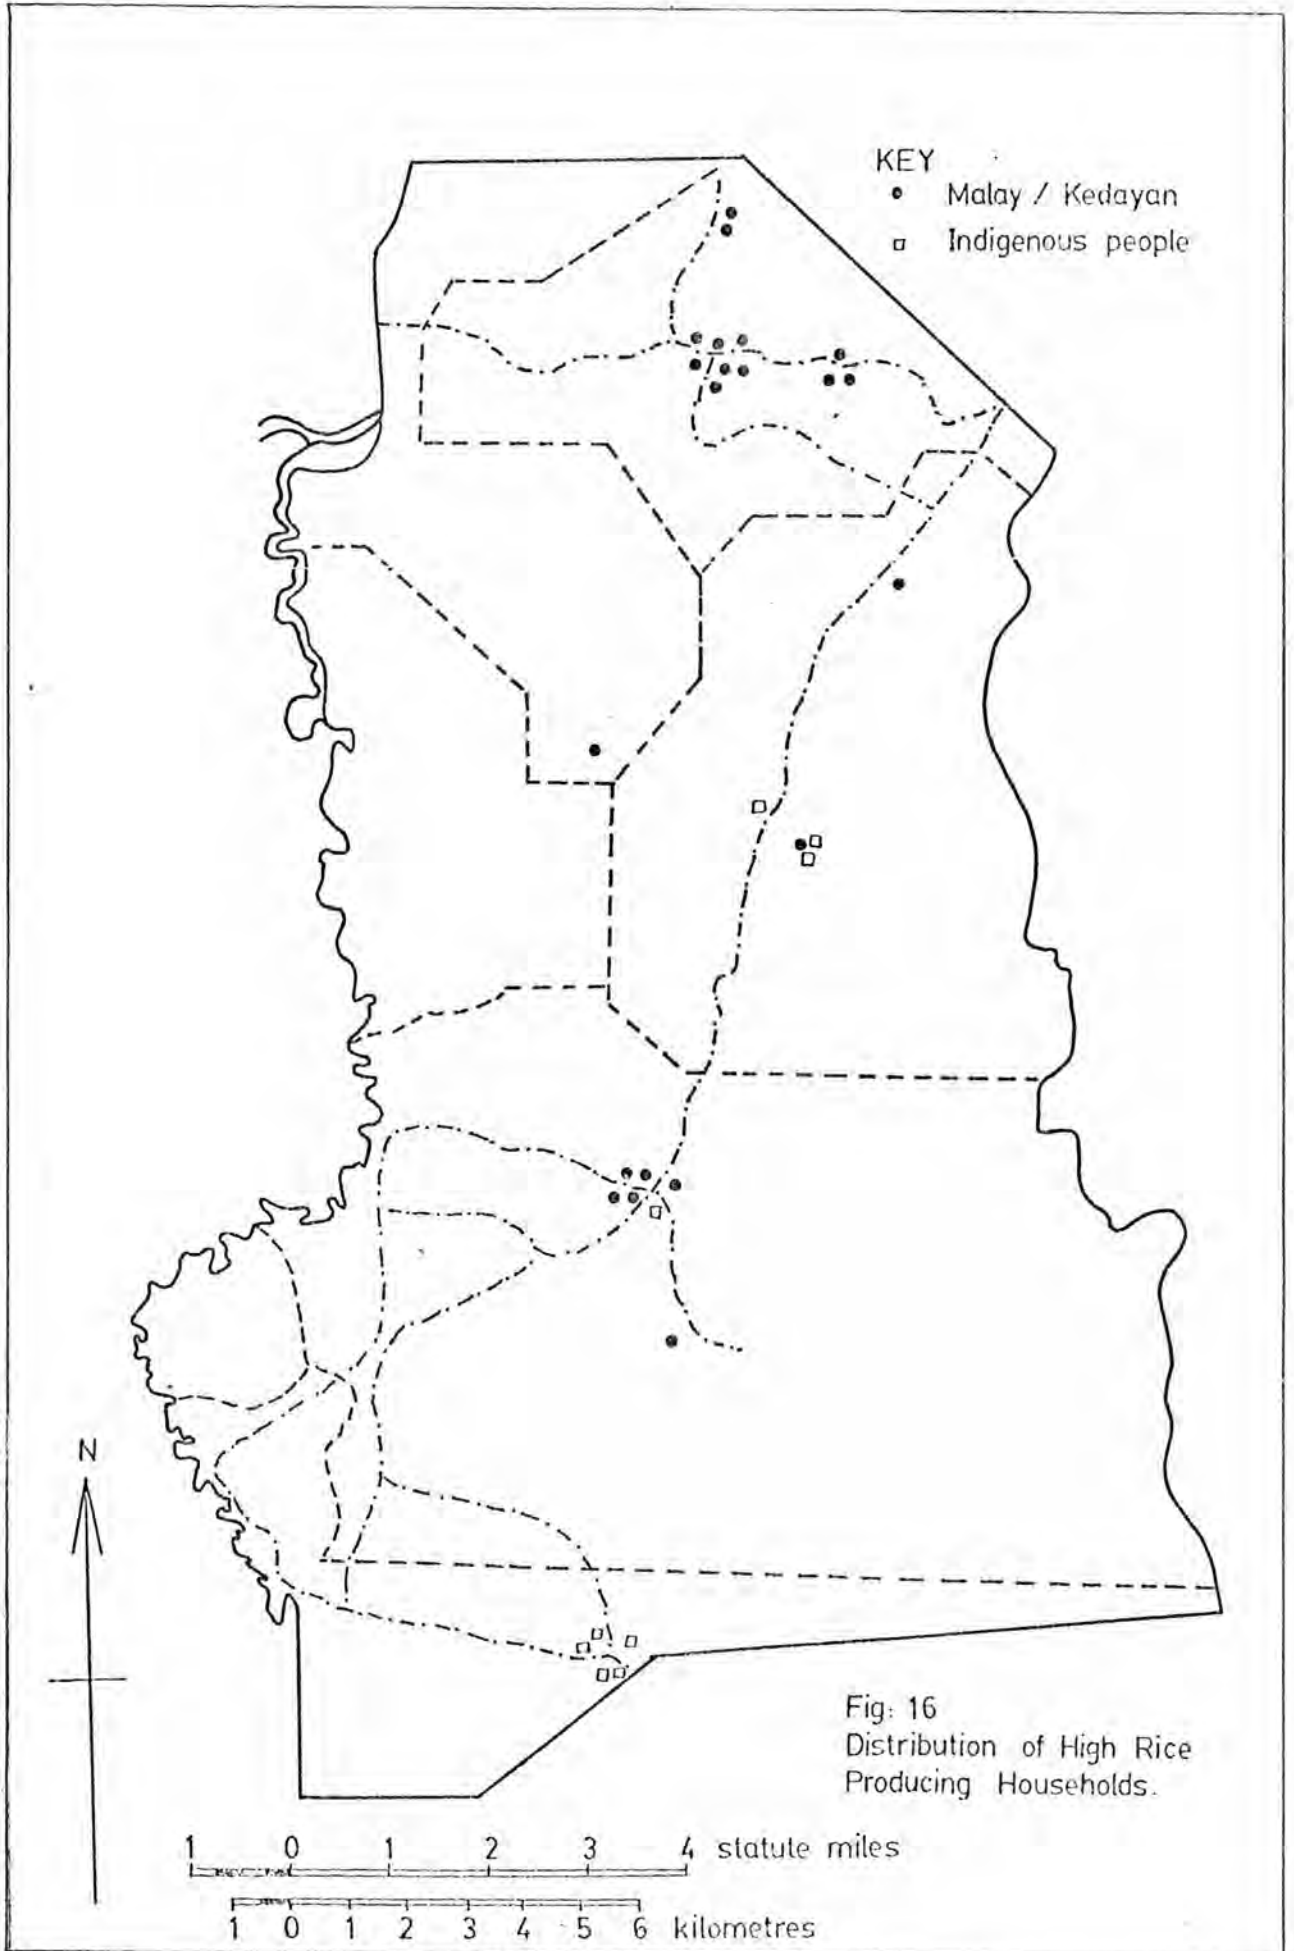 KEY
Malay / Kedayan
Indigenous people
N
Fig: 16
Distribution of High Rice
Producing Households.
1 0 1 2 3 4 statute miles
1 0 1 2 3 4 5 6 kilometres